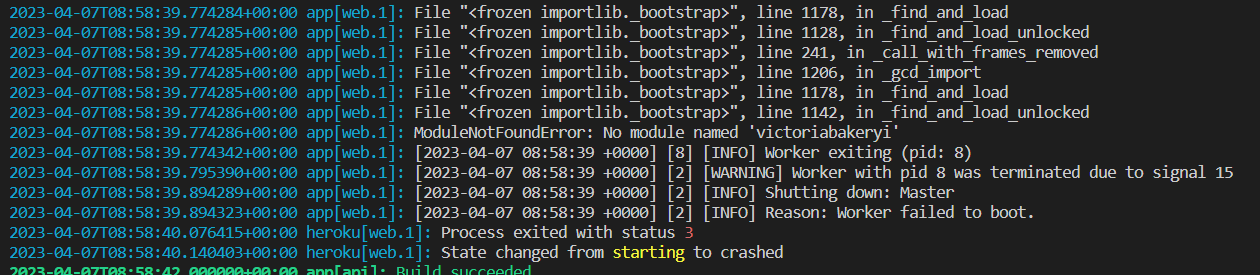 2023-04-07T08:58:39.774284+00:00 app[web.1]: File "<frozen importlib._bootstrap>", line 1178, in _find_and_load
2023-04-07T08:58:39.774285+00:00 app[web.1]: File "<frozen importlib._bootstrap>", line 1128, in _find_and_load_unlocked
2023-04-07T08:58:39.774285+00:00 app[web.1]: File "<frozen importlib._bootstrap>", line 241, in _call_with_frames_removed
2023-04-07T08:58:39.774285+00:00 app[web.1]: File "<frozen importlib._bootstrap>", line 1206, in _gcd_import
2023-04-07T08:58:39.774285+00:00 app[web.1]: File "<frozen importlib._bootstrap>", line 1178, in _find_and_load
2023-04-07T08:58:39.774286+00:00 app[web.1]: File "<frozen importlib._bootstrap>", line 1142, in _find_and_load_unlocked
2023-04-07T08:58:39.774286+00:00 app[web.1]: ModuleNotFoundError: No module named 'victoriabakeryi'
2023-04-07T08:58:39.774342+00:00 app[web.1]: [2023-04-07 08:58:39 +0000] [8] [INFO] Worker exiting (pid: 8)
2023-04-07T08:58:39.795390+00:00 app[web.1]: [2023-04-07 08:58:39 +0000] [2] [WARNING] Worker with pid 8 was terminated due to signal 15
2023-04-07T08:58:39.894289+00:00 app[web.1]: [2023-04-07 08:58:39 +0000] [2] [INFO] Shutting down: Master
2023-04-07T08:58:39.894323+00:00 app[web.1]: [2023-04-07 08:58:39 +0000] [2] [INFO] Reason: Worker failed to boot.
2023-04-07T08:58:40.076415+00:00 heroku[web.1]: Process exited with status 3
2023-04-07T08:58:40.140403+00:00 heroku[web.1]: State changed from starting to crashed
2023-04-07T08:58:42.000000+00:00 app[api]: Build succeeded